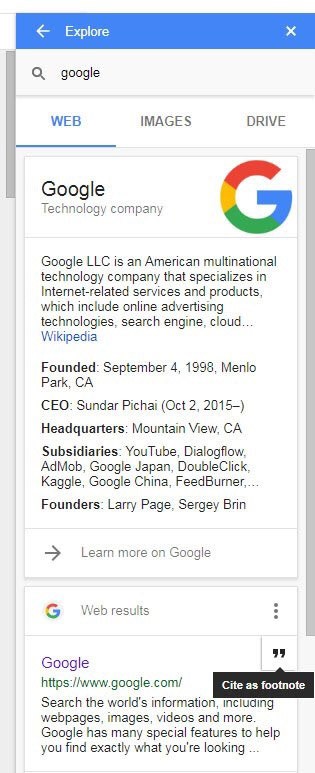 Explore
google
WEB IMAGES DRIVE
Google
Technology company
Google LLC is an American multinational
technology company that specializes in
Internet-related services and products,
which include online advertising
technologies, search engine, cloud...
Wikipedia
Founded: September 4, 1998, Menlo
Park, CA
CEO: Sundar Pichai (Oct 2, 2015–)
Headquarters: Mountain View, CA
Subsidiaries: YouTube, Dialogflow,
AdMob, Google Japan, DoubleClick,
Kaggle, Google China, FeedBurner,...
Founders: Larry Page, Sergey Brin
Learn more on Google
Web results
Google
Cite as footnote
https://www.google.com/
Search the world's information, including
webpages, images, videos and more.
Google has many special features to help
you find exactly what you're looking ...